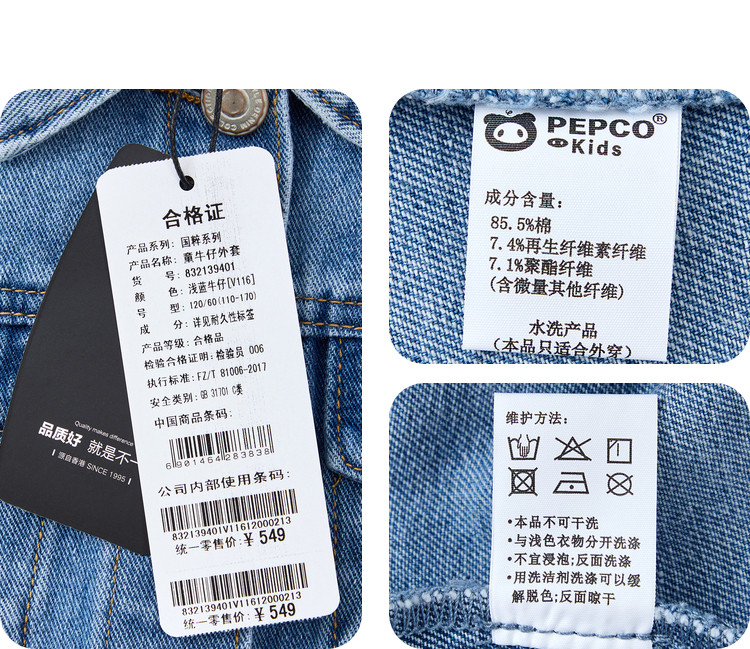 合格证
产品系列：国粹系列
产品名称：童牛仔外套
货 号：832139401
颜 色：浅蓝牛仔[V116]
号 型：120/60(110-170)
成 分：详见耐久性标签
产品等级：合格品
检验合格证明：检验员 006
执行标准：FZ/T 81006-2017
安全类别：GB 31701 C类
中国商品条码：
6901464283838
公司内部使用条码：
832139401V11612000213
统一零售价：¥ 549
832139401V11612000213
统一零售价：¥ 549
Quality makes difference
品质好 就是不一
源自香港 SINCE 1995
PEPCO®
Kids
成分含量：
85.5%棉
7.4%再生纤维素纤维
7.1%聚酯纤维
(含微量其他纤维)
水洗产品
(本品只适合外穿)
维护方法：
•本品不可干洗
•与浅色衣物分开洗涤
•不宜浸泡;反面洗涤
•用洗洁剂洗涤可以缓
解脱色;反面晾干